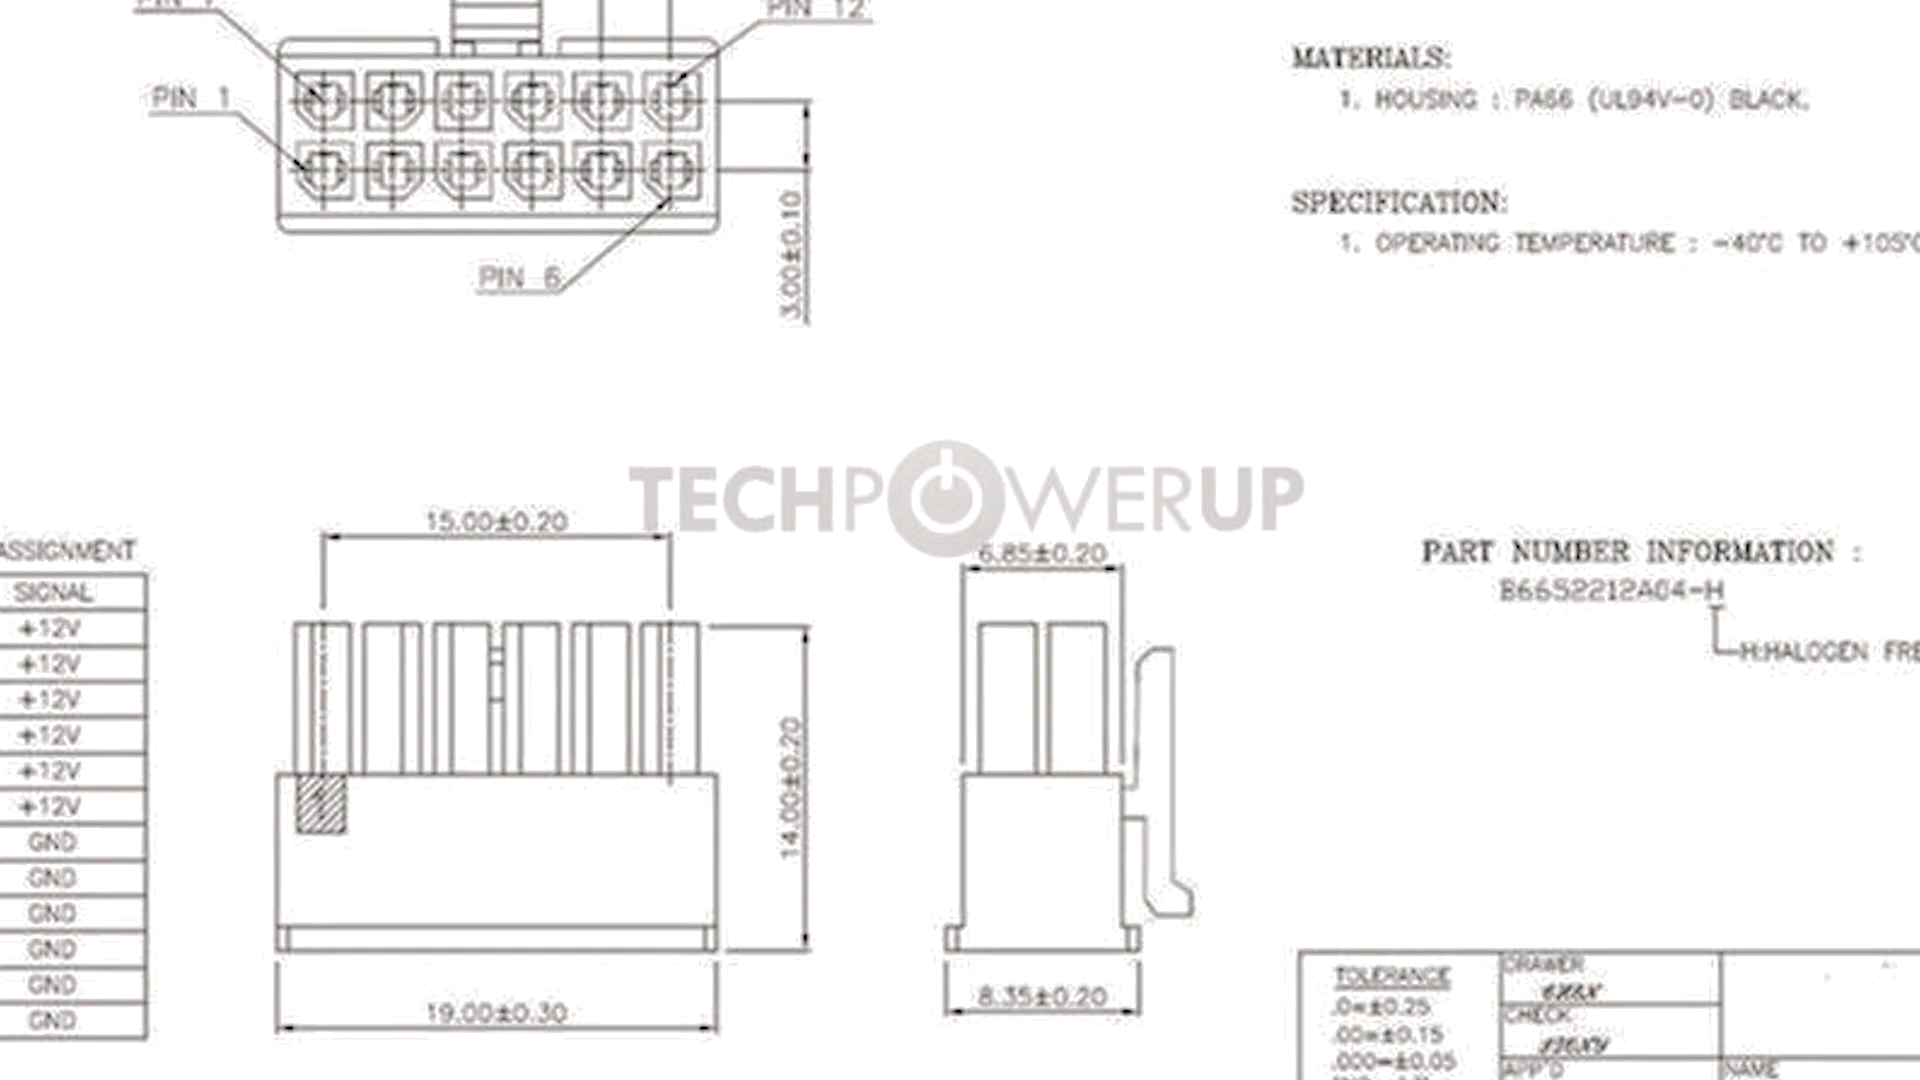 PIN 7
PIN 12
PIN 1
PIN 6
3.00±0.10
MATERIALS:
1. HOUSING : PA66 (UL94V-0) BLACK.
SPECIFICATION:
1. OPERATING TEMPERATURE : -40°C TO +105°C
TECHPOWERUP
ASSIGNMENT
SIGNAL
+12V
+12V
+12V
+12V
+12V
+12V
GND
GND
GND
GND
GND
GND
15.00±0.20
14.00±0.20
19.00±0.30
6.85±0.20
8.35±0.20
PART NUMBER INFORMATION :
B6652212A04-H
H:HALOGEN FRE
TOLERANCE
.0=±0.25
.00=±0.15
.000=±0.05
DRAWER
CHECK
APP'D
NAME